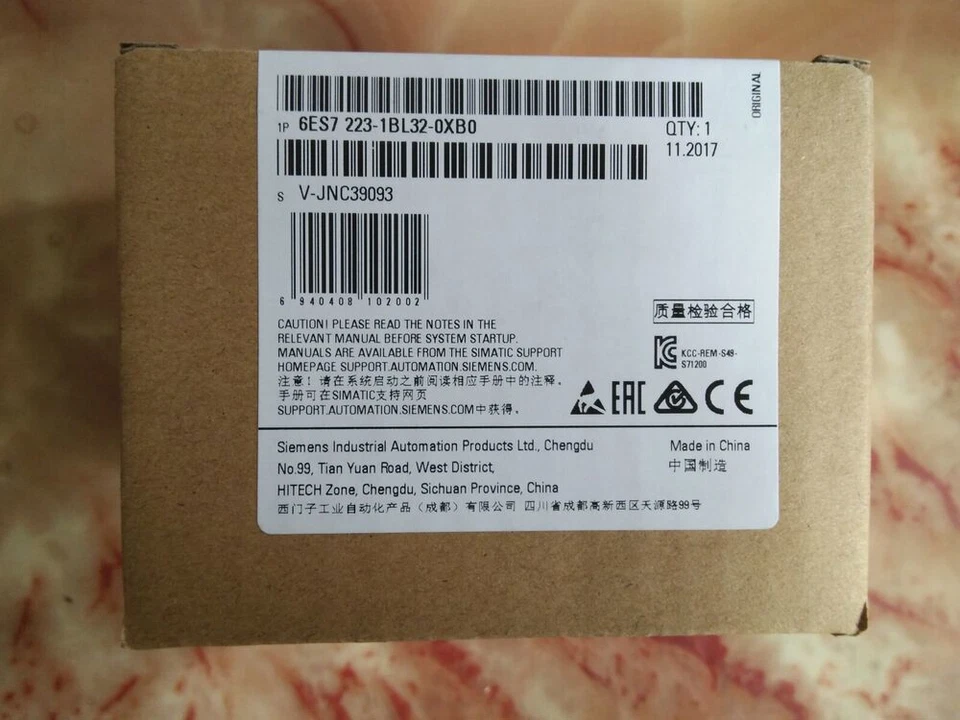 ORIGINAL
1P 6ES7 223-1BL32-0XB0
QTY: 1
11.2017
S V-JNC39093
6 940408 102002
CAUTION! PLEASE READ THE NOTES IN THE
RELEVANT MANUAL BEFORE SYSTEM STARTUP.
MANUALS ARE AVAILABLE FROM THE SIMATIC SUPPORT
HOMEPAGE SUPPORT.AUTOMATION.SIEMENS.COM.
注意！请在系统启动之前阅读相应手册中的注释。
手册可在SIMATIC支持网页
SUPPORT.AUTOMATION.SIEMENS.COM中获得。
质量检验合格
KCC-REM-S49-
S71200
EAC CE
Siemens Industrial Automation Products Ltd., Chengdu
No.99, Tian Yuan Road, West District,
HITECH Zone, Chengdu, Sichuan Province, China
西门子工业自动化产品（成都）有限公司 四川省成都高新西区天源路99号
Made in China
中国制造